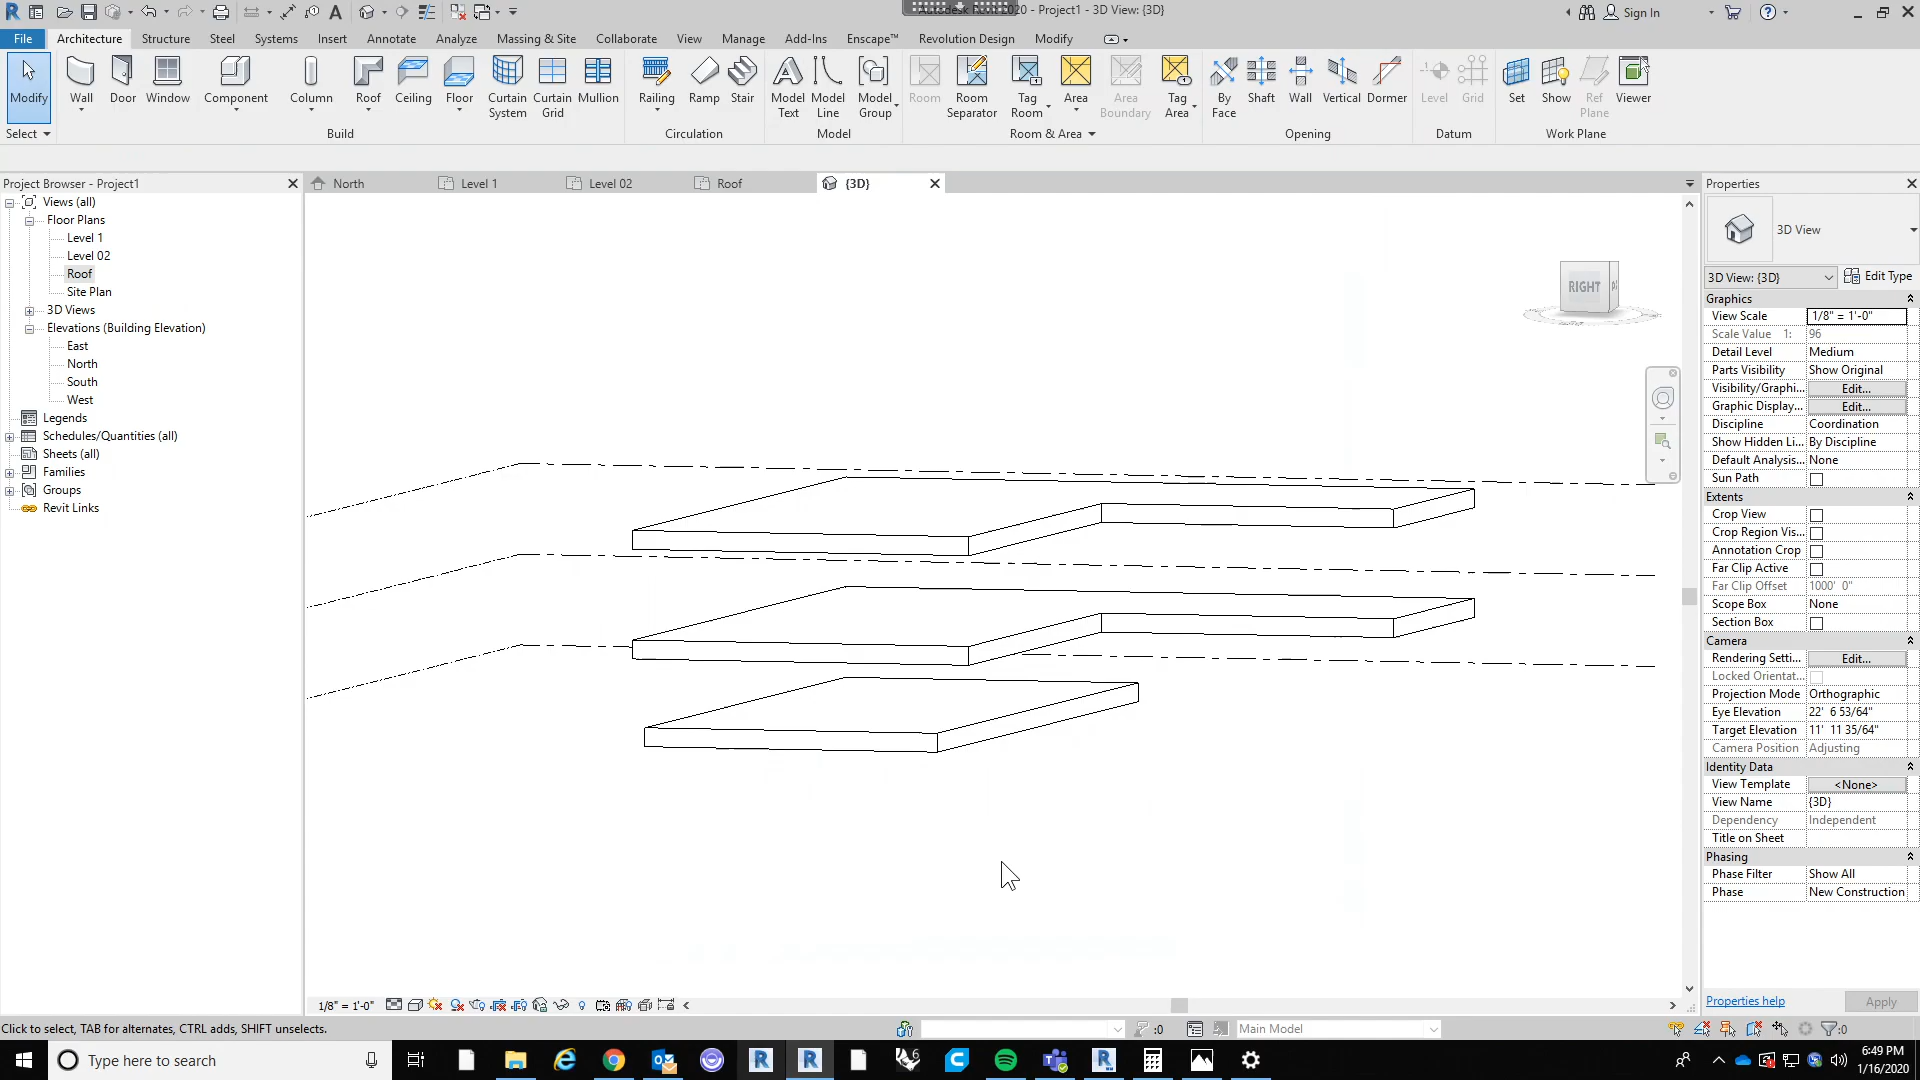 Autodesk Revit 2020 - Project1 - 3D View: {3D}
Sign In
File Architecture Structure Steel Systems Insert Annotate Analyze Massing & Site Collaborate View Manage Add-Ins Enscape™ Revolution Design Modify
Modify Wall Door Window Component Column Roof Ceiling Floor Curtain System Curtain Grid Mullion Railing Ramp Stair Model Text Model Line Model Group Room Room Separator Tag Room Area Area Boundary Tag Area By Face Shaft Wall Vertical Dormer Level Grid Set Show Ref Plane Viewer
Select Build Circulation Model Room & Area Opening Datum Work Plane
Project Browser - Project1
Views (all)
Floor Plans
Level 1
Level 02
Roof
Site Plan
3D Views
Elevations (Building Elevation)
East
North
South
West
Legends
Schedules/Quantities (all)
Sheets (all)
Families
Groups
Revit Links
North Level 1 Level 02 Roof {3D}
RIGHT
Properties
3D View
3D View: {3D} Edit Type
Graphics
View Scale 1/8" = 1'-0"
Scale Value 1: 96
Detail Level Medium
Parts Visibility Show Original
Visibility/Graphi... Edit...
Graphic Display... Edit...
Discipline Coordination
Show Hidden Li... By Discipline
Default Analysis... None
Sun Path
Extents
Crop View
Crop Region Vis...
Annotation Crop
Far Clip Active
Far Clip Offset 1000' 0"
Scope Box None
Section Box
Camera
Rendering Setti... Edit...
Locked Orientat...
Projection Mode Orthographic
Eye Elevation 22' 6 53/64"
Target Elevation 11' 11 35/64"
Camera Position Adjusting
Identity Data
View Template <None>
View Name {3D}
Dependency Independent
Title on Sheet
Phasing
Phase Filter Show All
Phase New Construction
Properties help Apply
1/8" = 1'-0"
Click to select, TAB for alternates, CTRL adds, SHIFT unselects.
:0 Main Model :0
Type here to search
6:49 PM
1/16/2020